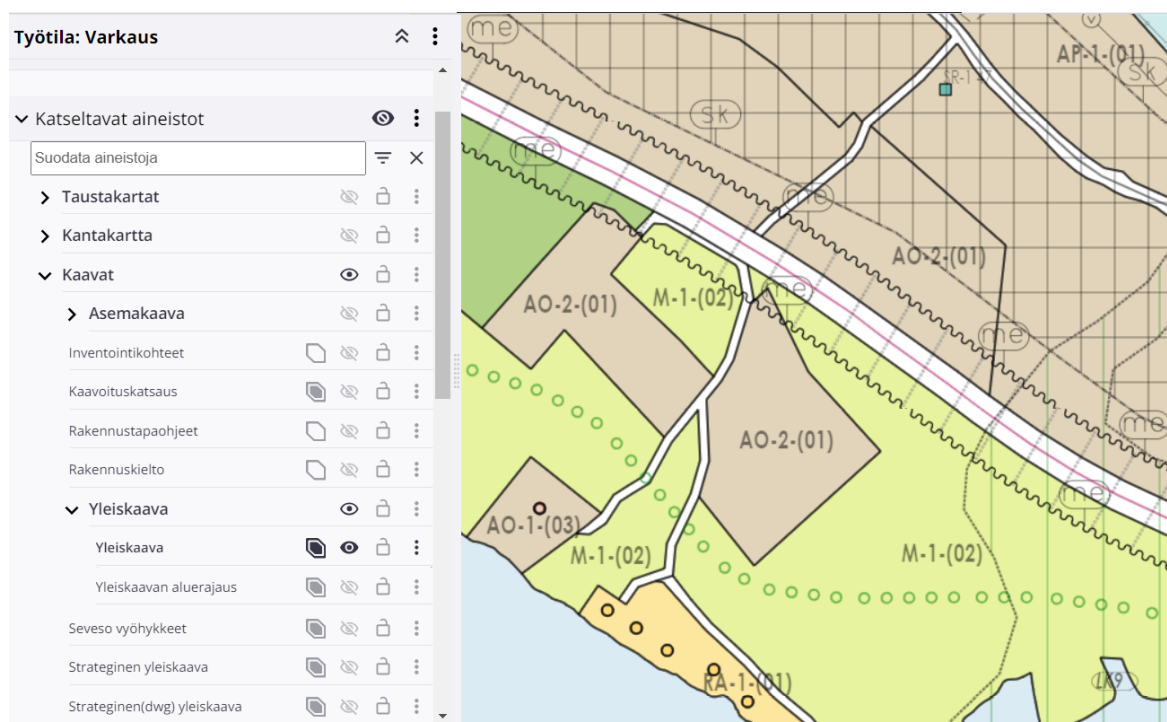 Työtila: Varkaus
Katseltavat aineistot
Suodata aineistoja
Taustakartat
Kantakartta
Kaavat
Asemakaava
Inventointikohteet
Kaavoituskatsaus
Rakennustapaohjeet
Rakennuskielto
Yleiskaava
Yleiskaava
Yleiskaavan aluerajaus
Seveso vyöhykkeet
Strateginen yleiskaava
Strateginen(dwg) yleiskaava
me
v
AP-1-(01)
Sk
SR-1 47
sk
me
me
AO-2-(01)
me
M-1-(02)
AO-2-(01)
me
me
AO-2-(01)
me
AO-1-(03)
M-1-(02)
M-1-(02)
RA-1-(01)
LK9